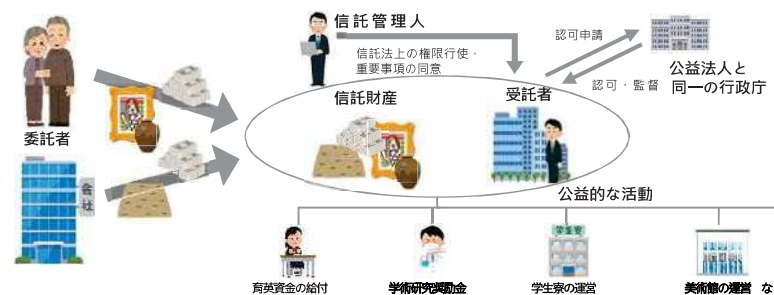 信託管理人
信託法上の権限行使、
重要事項の同意
認可申請
認可・監督
公益法人と
同一の行政庁
委託者
会社
信託財産
受託者
公益的な活動
学生寮
育英資金の給付
学術研究奨励金
学生寮の運営
美術館の運営 な